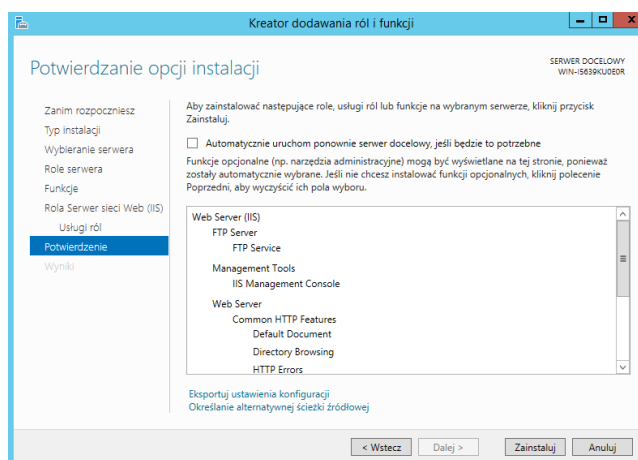 Kreator dodawania ról i funkcji
Potwierdzanie opcji instalacji
SERWER DOCELOWY
WIN-I5639KU0E0R
Zanim rozpoczniesz
Typ instalacji
Wybieranie serwera
Role serwera
Funkcje
Rola Serwer sieci Web (IIS)
Usługi ról
Potwierdzenie
Wyniki
Aby zainstalować następujące role, usługi ról lub funkcje na wybranym serwerze, kliknij przycisk
Zainstaluj.
Automatycznie uruchom ponownie serwer docelowy, jeśli będzie to potrzebne
Funkcje opcjonalne (np. narzędzia administracyjne) mogą być wyświetlane na tej stronie, ponieważ
zostały automatycznie wybrane. Jeśli nie chcesz instalować funkcji opcjonalnych, kliknij polecenie
Poprzedni, aby wyczyścić ich pola wyboru.
Web Server (IIS)
FTP Server
FTP Service
Management Tools
IIS Management Console
Web Server
Common HTTP Features
Default Document
Directory Browsing
HTTP Errors
Eksportuj ustawienia konfiguracji
Określanie alternatywnej ścieżki źródłowej
< Wstecz
Dalej >
Zainstaluj
Anuluj